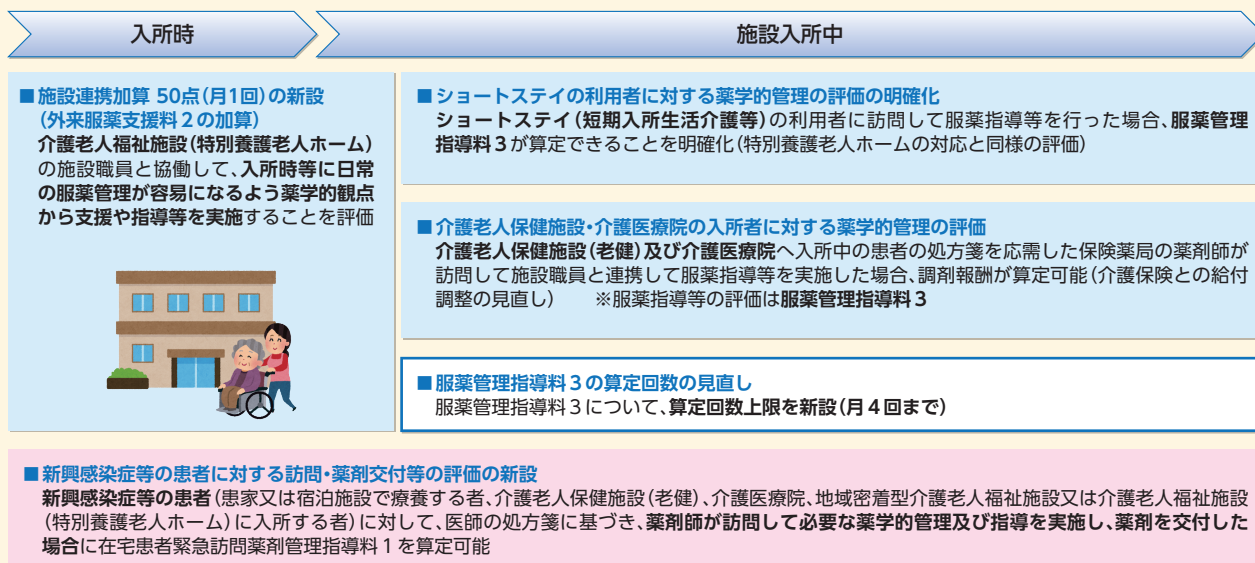 入所時
施設入所中
■施設連携加算 50点(月1回)の新設
(外来服薬支援料2の加算)
介護老人福祉施設(特別養護老人ホーム)
の施設職員と協働して、入所時等に日常
の服薬管理が容易になるよう薬学的観点
から支援や指導等を実施することを評価
■ショートステイの利用者に対する薬学的管理の評価の明確化
ショートステイ(短期入所生活介護等)の利用者に訪問して服薬指導等を行った場合、服薬管理
指導料3が算定できることを明確化(特別養護老人ホームの対応と同様の評価)
■介護老人保健施設・介護医療院の入所者に対する薬学的管理の評価
介護老人保健施設(老健)及び介護医療院へ入所中の患者の処方箋を応需した保険薬局の薬剤師が
訪問して施設職員と連携して服薬指導等を実施した場合、調剤報酬が算定可能(介護保険との給付
調整の見直し) ※服薬指導等の評価は服薬管理指導料3
■服薬管理指導料3の算定回数の見直し
服薬管理指導料3について、算定回数上限を新設(月4回まで)
■新興感染症等の患者に対する訪問・薬剤交付等の評価の新設
新興感染症等の患者(患家又は宿泊施設で療養する者、介護老人保健施設(老健)、介護医療院、地域密着型介護老人福祉施設又は介護老人福祉施設
(特別養護老人ホーム)に入所する者)に対して、医師の処方箋に基づき、薬剤師が訪問して必要な薬学的管理及び指導を実施し、薬剤を交付した
場合に在宅患者緊急訪問薬剤管理指導料1を算定可能